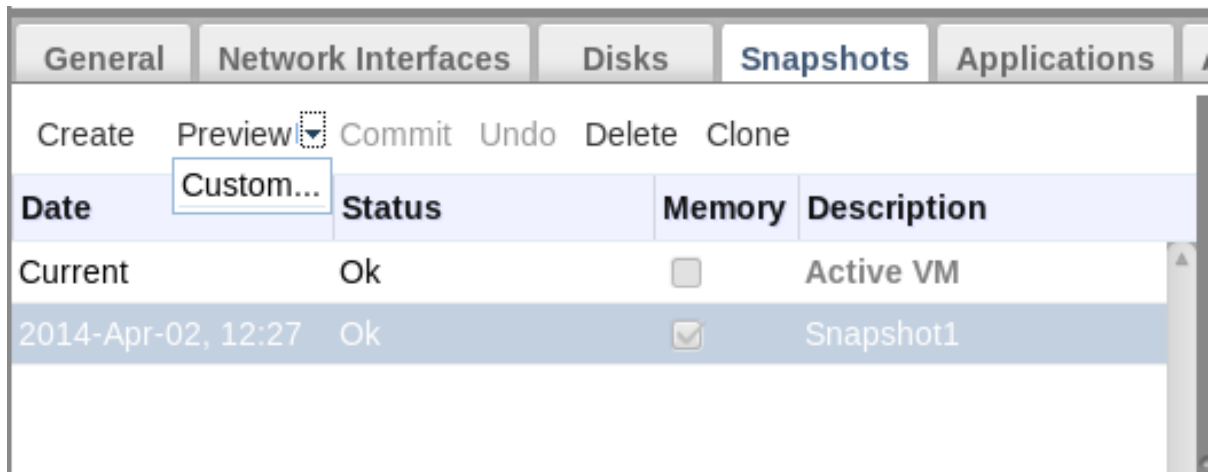 General Network Interfaces Disks Snapshots Applications
Create Preview Commit Undo Delete Clone
Custom...
Date Status Memory Description
Current Ok Active VM
2014-Apr-02, 12:27 Ok Snapshot1